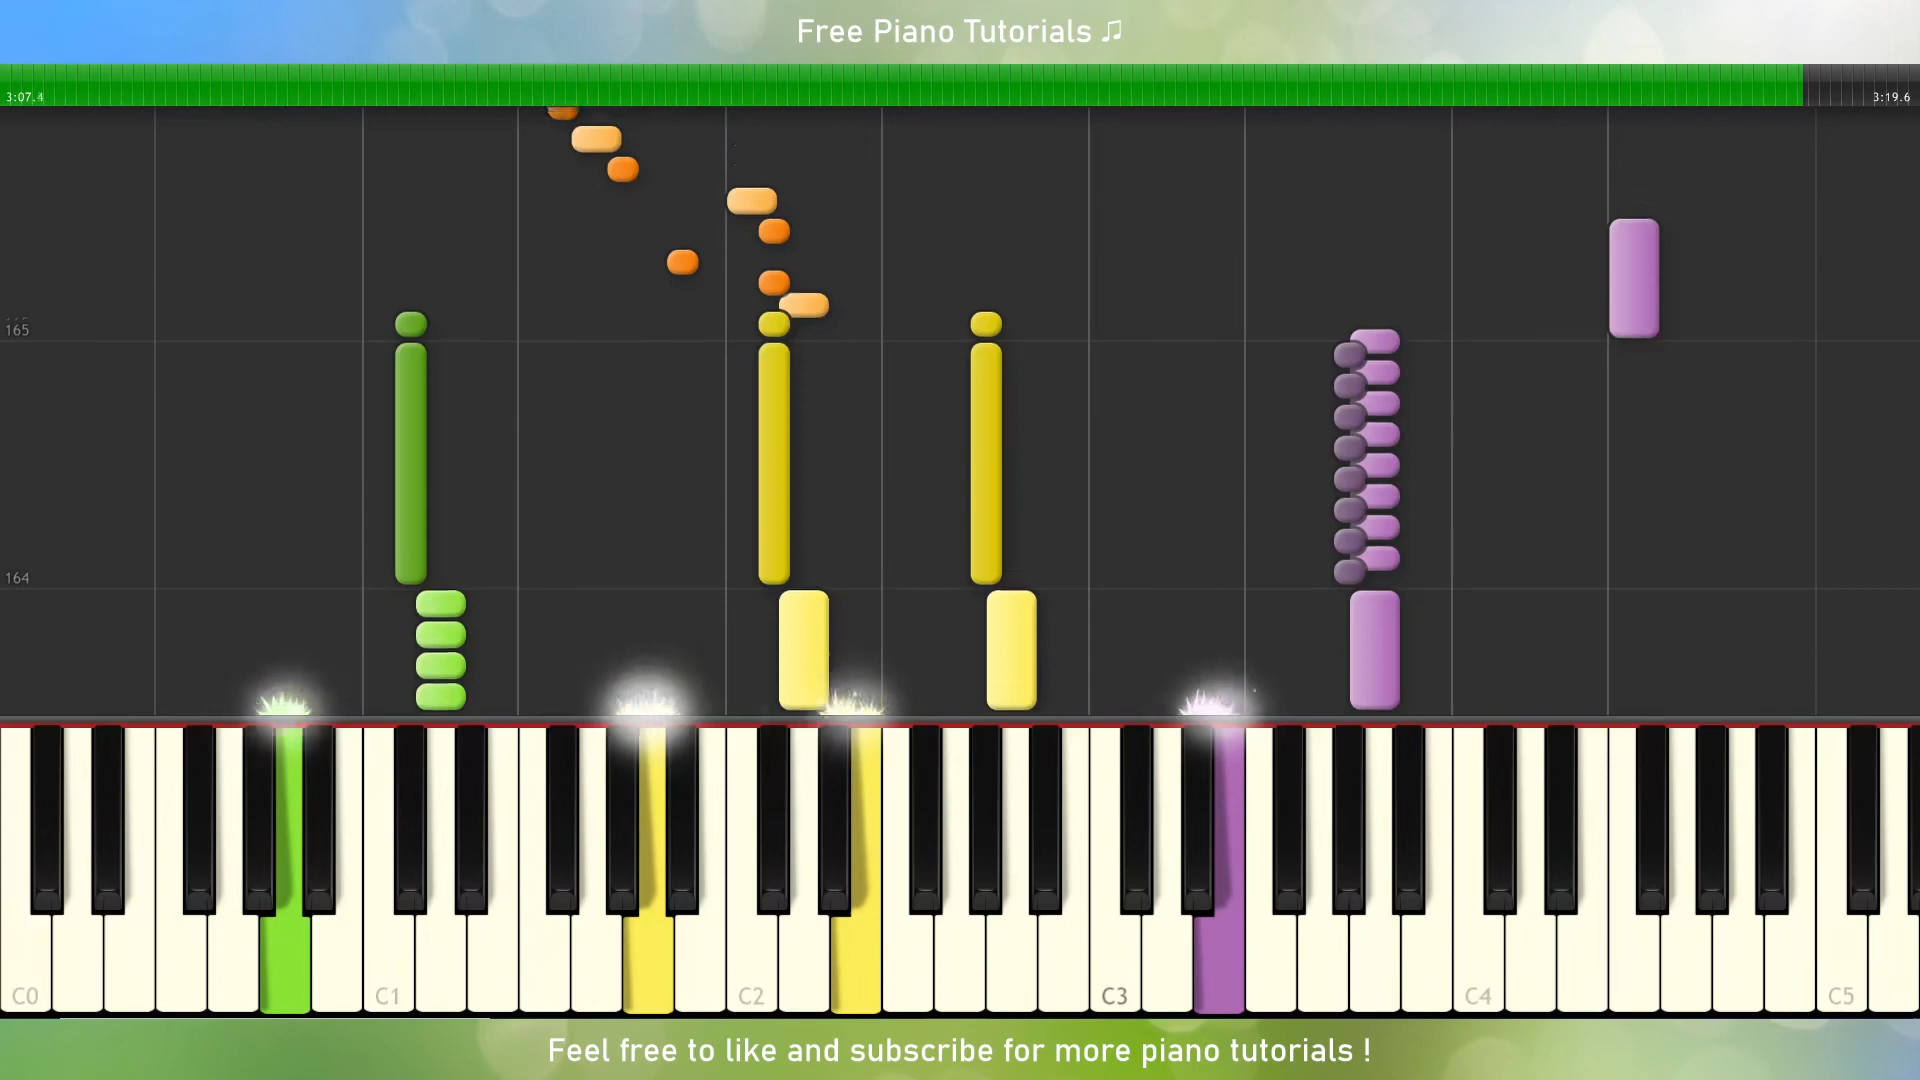 Free Piano Tutorials ♫
3:07.4
3:19.6
165
164
C0 C1 C2 C3 C4 C5
Feel free to like and subscribe for more piano tutorials !